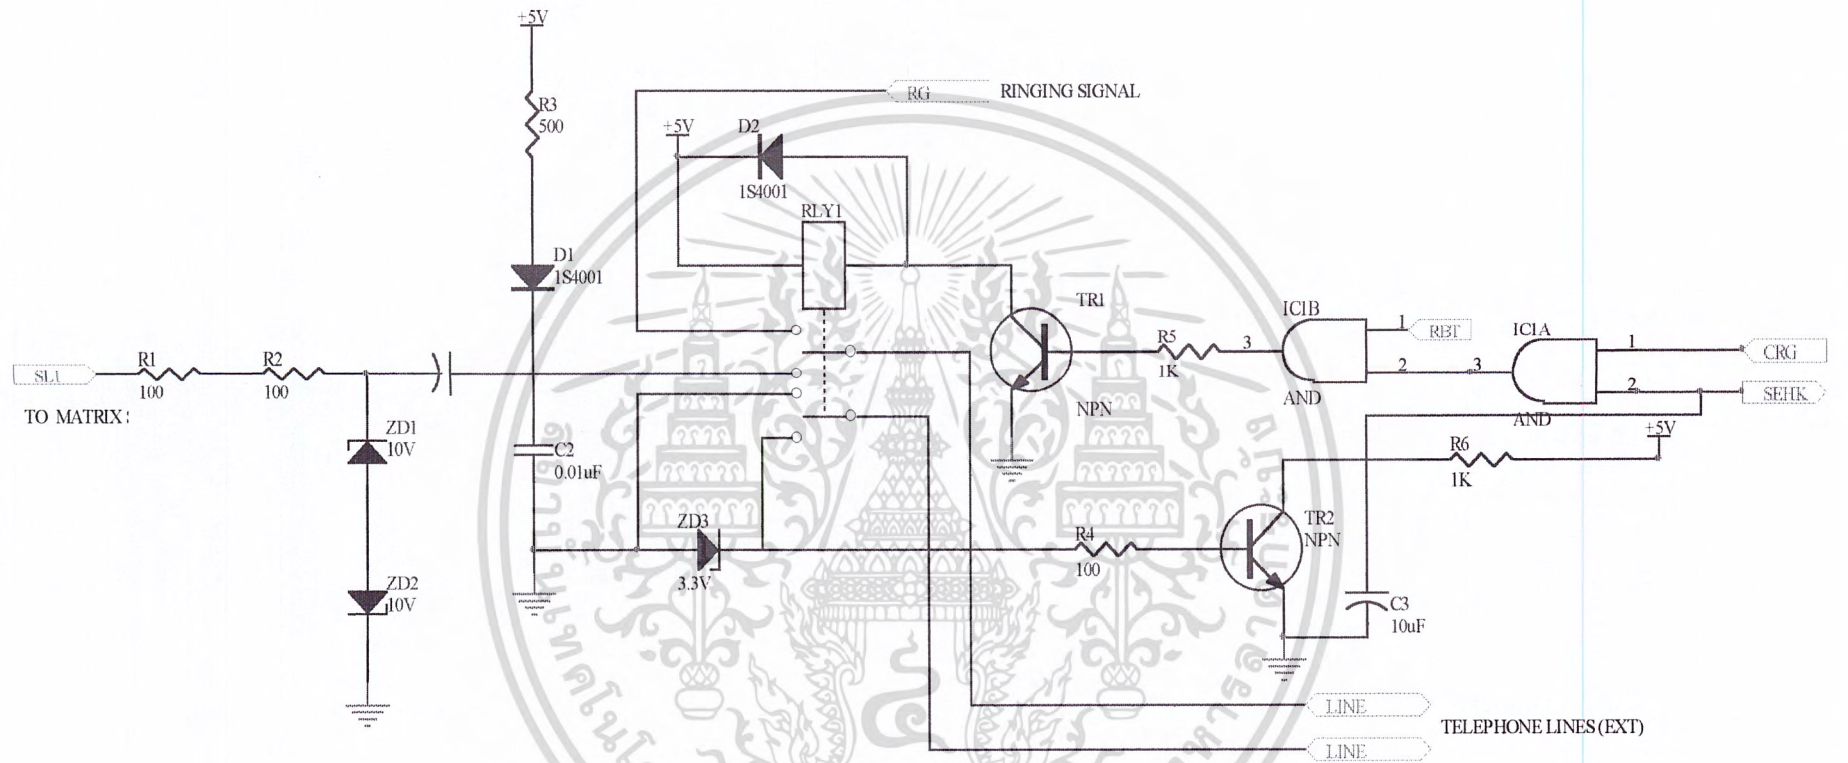 +5V
R3
500
RG
RINGING SIGNAL
+5V
D2
1S4001
RLY1
D1
1S4001
TR1
NPN
R5
1K
3
IC1B
AND
1
RBT
2
3
IC1A
AND
1
CRG
2
SEHK
SL1
TO MATRIX
R1
100
R2
100
ZD1
10V
C2
0.01uF
R6
1K
+5V
ZD3
3.3V
R4
100
TR2
NPN
ZD2
10V
C3
10uF
LINE
TELEPHONE LINES (EXT)
LINE